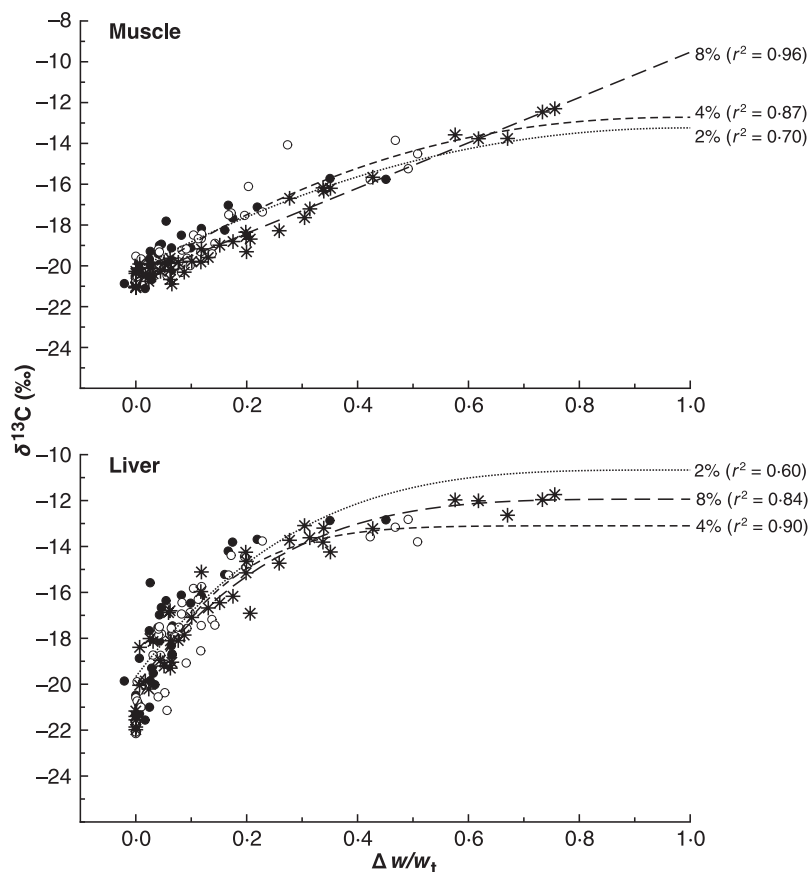 Muscle
−8
−10
−12
−14
−16
−18
−20
−22
−24
8% (r² = 0·96)
4% (r² = 0·87)
2% (r² = 0·70)
0·0 0·2 0·4 0·6 0·8 1·0
δ¹³C (‰)
Liver
−10
−12
−14
−16
−18
−20
−22
−24
2% (r² = 0·60)
8% (r² = 0·84)
4% (r² = 0·90)
0·0 0·2 0·4 0·6 0·8 1·0
Δ w/wₜ